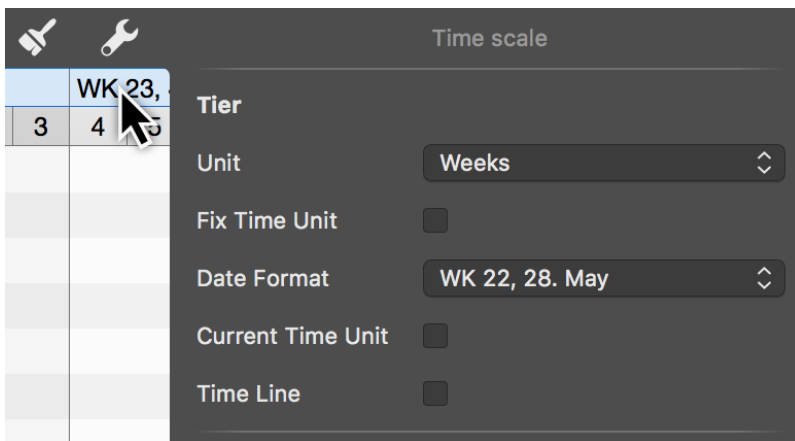 Time scale
WK 23,
3 4 5
Tier
Unit Weeks
Fix Time Unit
Date Format WK 22, 28. May
Current Time Unit
Time Line